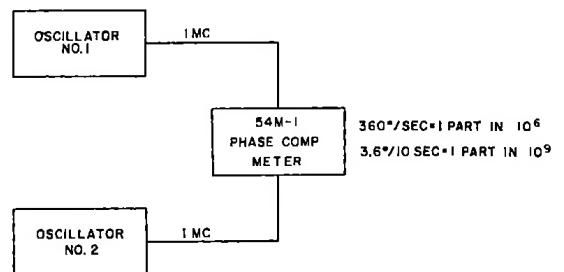 OSCILLATOR
NO. 1
1 MC
54M-1
PHASE COMP
METER
360°/SEC=1 PART IN 10⁶
3.6°/10 SEC=1 PART IN 10⁹
OSCILLATOR
NO. 2
1 MC